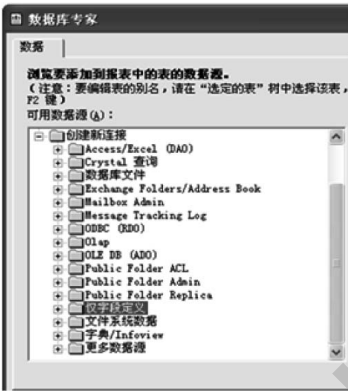 数据库专家
数据
浏览要添加到报表中的表的数据源。
(注意：要编辑表的别名，请在“选定的表”树中选择该表，
F2 键)
可用数据源(A)：
创建新连接
Access/Excel (DAO)
Crystal 查询
数据库文件
Exchange Folders/Address Book
Mailbox Admin
Message Tracking Log
ODBC (RDO)
Olap
OLE DB (ADO)
Public Folder ACL
Public Folder Admin
Public Folder Replica
仅字段定义
文件系统数据
字典/Infoview
更多数据源